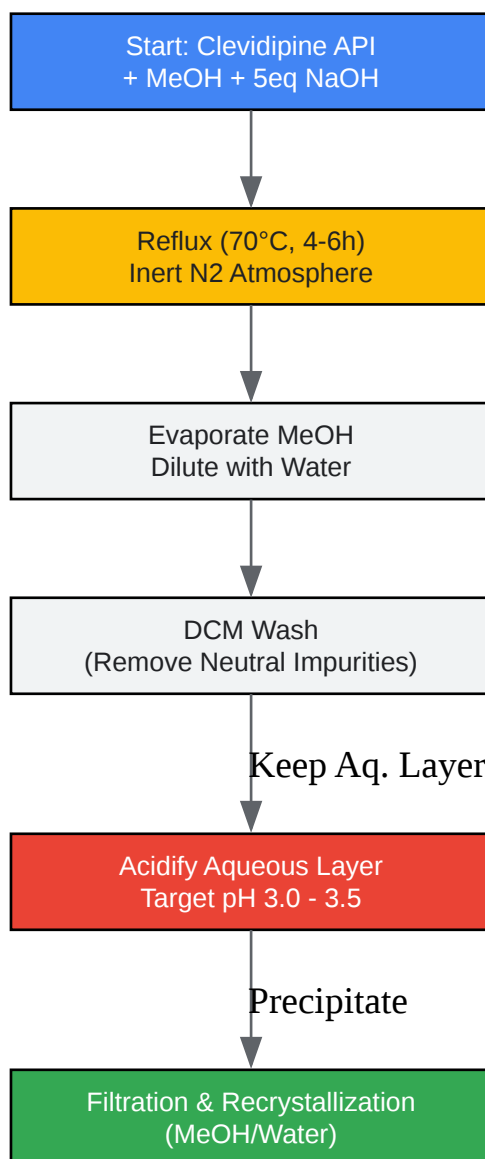 Start: Clevidipine API
+ MeOH + 5eq NaOH
Reflux (70°C, 4-6h)
Inert N2 Atmosphere
Evaporate MeOH
Dilute with Water
DCM Wash
(Remove Neutral Impurities)
Keep Aq. Layer
Acidify Aqueous Layer
Target pH 3.0 - 3.5
Precipitate
Filtration & Recrystallization
(MeOH/Water)